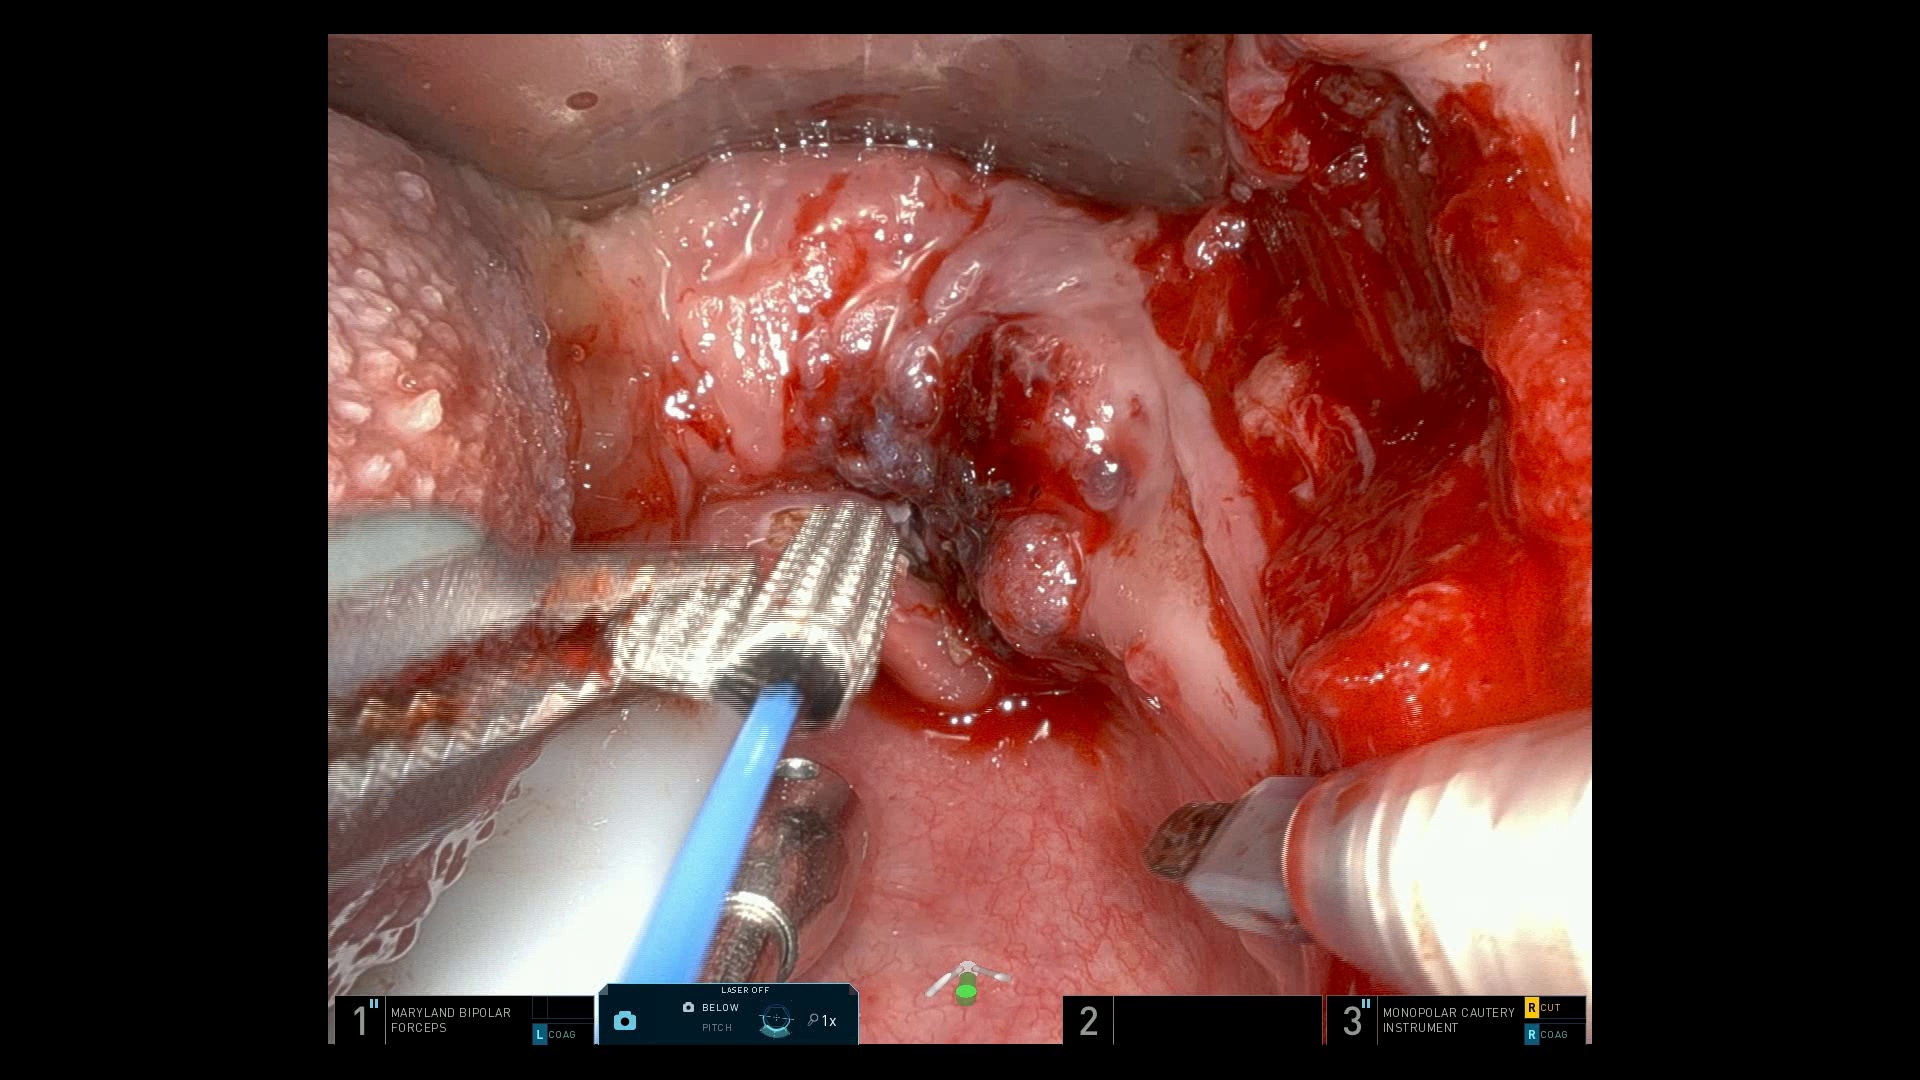 LASER OFF
1
MARYLAND BIPOLAR
FORCEPS
L COAG
BELOW
PITCH
1x
2
3
MONOPOLAR CAUTERY
INSTRUMENT
R CUT
R COAG